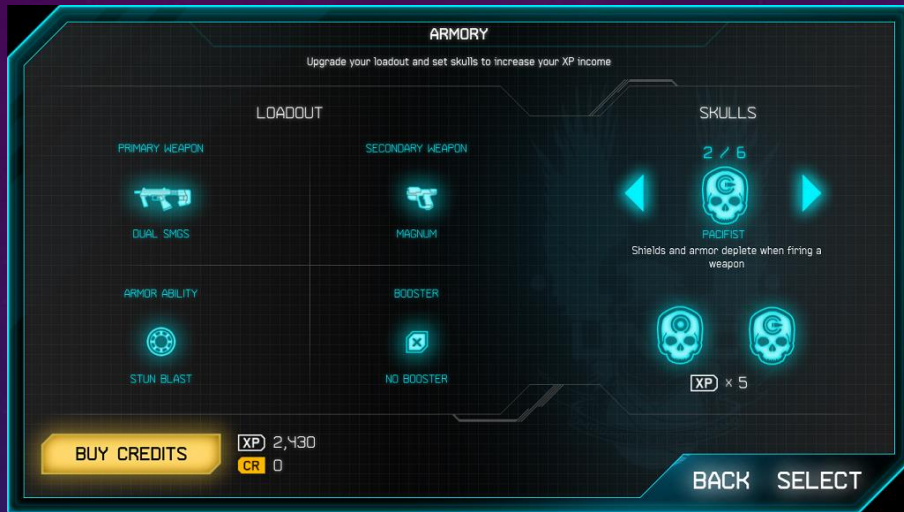 ARMORY
Upgrade your loadout and set skulls to increase your XP income
LOADOUT
SKULLS
PRIMARY WEAPON
SECONDARY WEAPON
2 / 6
DUAL SMGS
MAGNUM
PACIFIST
Shields and armor deplete when firing a
weapon
ARMOR ABILITY
BOOSTER
STUN BLAST
NO BOOSTER
XP × 5
BUY CREDITS
XP 2,430
CR 0
BACK SELECT